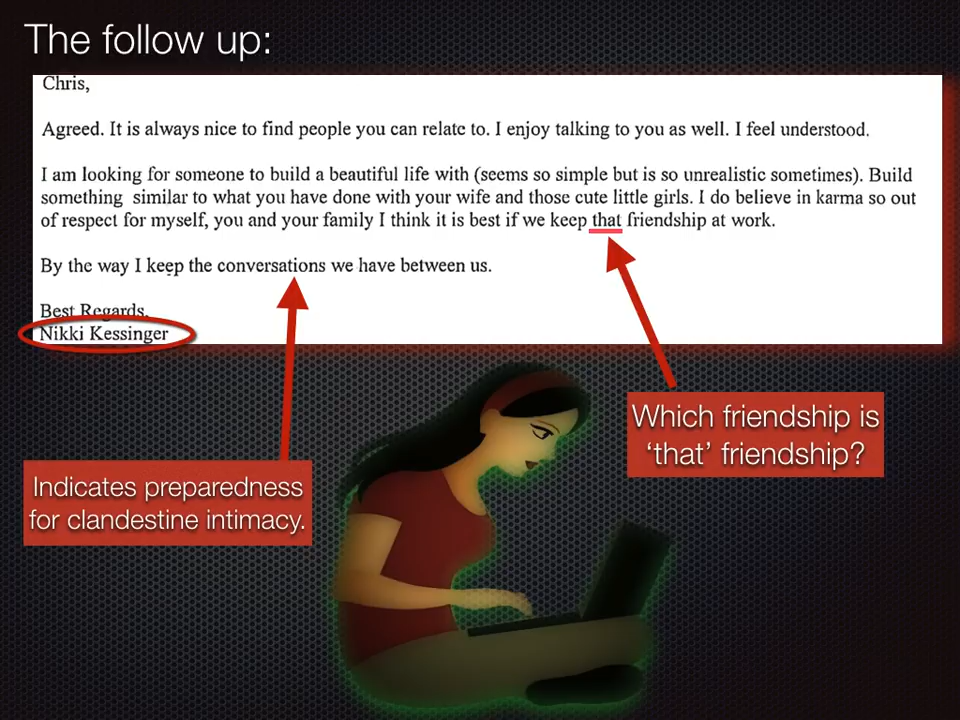 The follow up:
Chris,
Agreed. It is always nice to find people you can relate to. I enjoy talking to you as well. I feel understood.
I am looking for someone to build a beautiful life with (seems so simple but is so unrealistic sometimes). Build
something similar to what you have done with your wife and those cute little girls. I do believe in karma so out
of respect for myself, you and your family I think it is best if we keep that friendship at work.
By the way I keep the conversations we have between us.
Best Regards,
Nikki Kessinger
Which friendship is
‘that’ friendship?
Indicates preparedness
for clandestine intimacy.